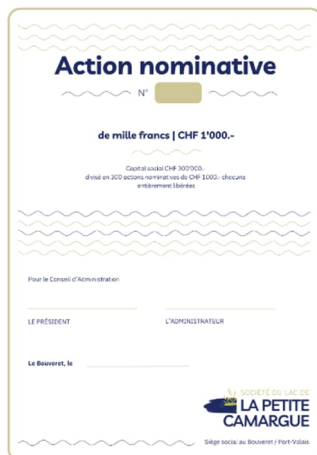 Action nominative
N°
de mille francs | CHF 1'000.-
Capital social CHF 300'000.-
divisé en 300 actions nominatives de CHF 1000.- chacune
entièrement libérées
Pour le Conseil d'Administration
LE PRÉSIDENT
L'ADMINISTRATEUR
Le Bouveret, le
SOCIÉTÉ DU LAC DE
LA PETITE
CAMARGUE
Siège social au Bouveret / Port-Valais